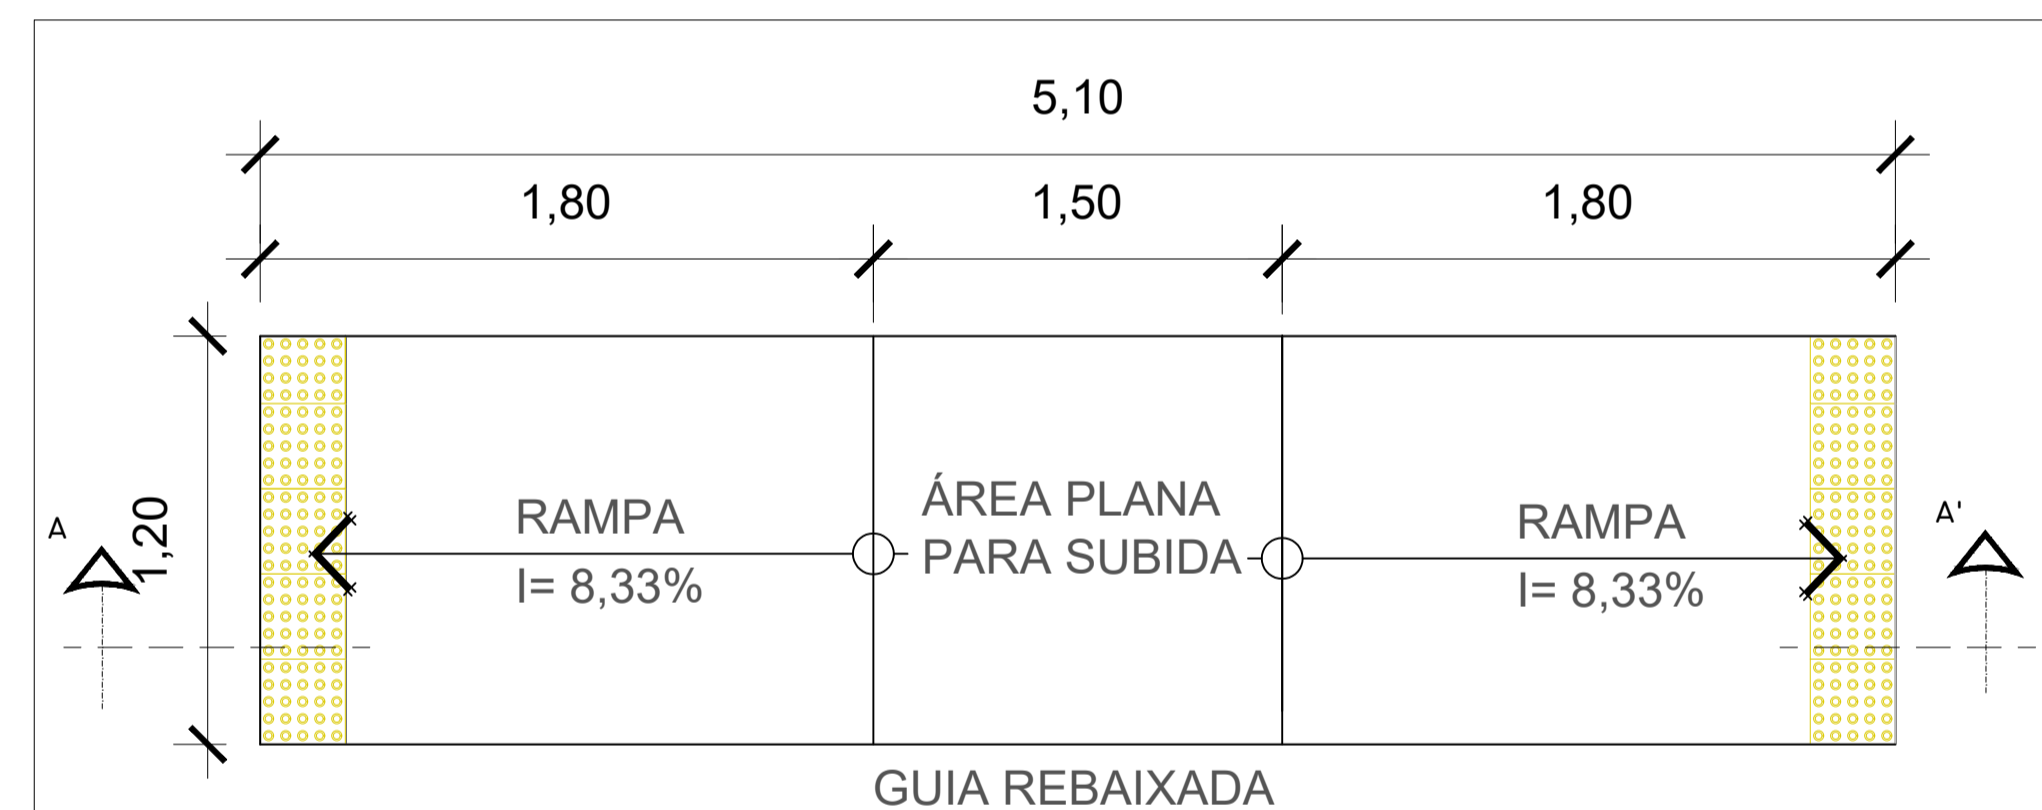 5,10
1,80
1,50
1,80
1,20
A
A'
RAMPA
I= 8,33%
ÁREA PLANA
PARA SUBIDA
RAMPA
I= 8,33%
GUIA REBAIXADA